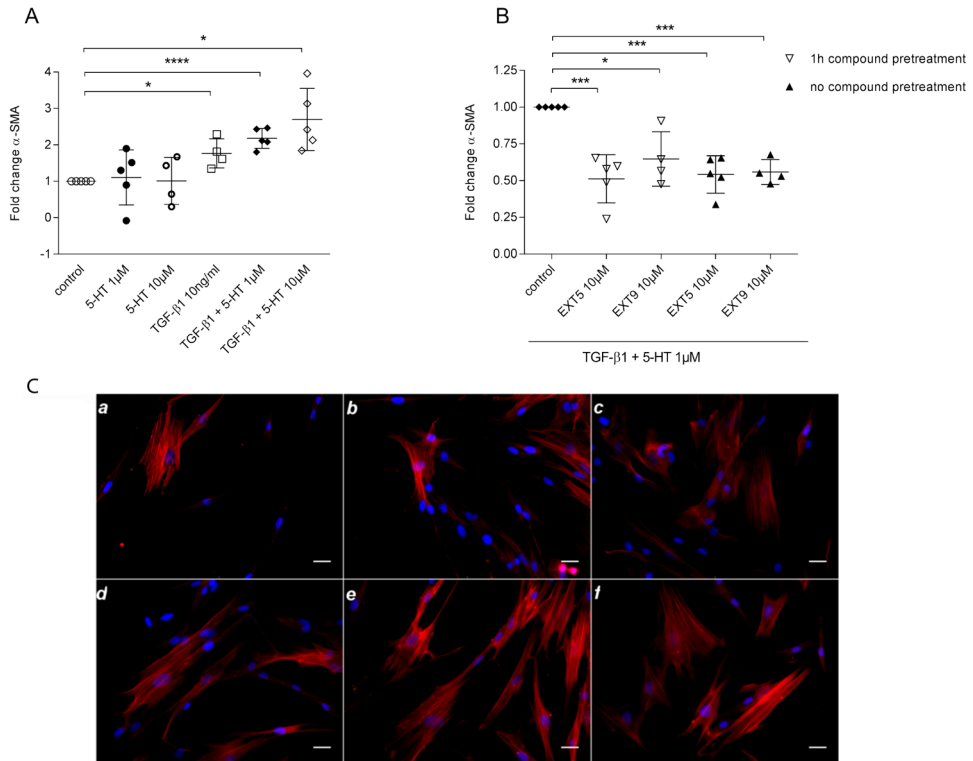 A
*
****
*
Fold change α-SMA
4
3
2
1
0
-1
control
5-HT 1µM
5-HT 10µM
TGF-β1 10ng/ml
TGF-β1 + 5-HT 1µM
TGF-β1 + 5-HT 10µM
B
***
***
*
***
▽ 1h compound pretreatment
▲ no compound pretreatment
Fold change α-SMA
1.25
1.00
0.75
0.50
0.25
0.00
control
EXT5 10µM
EXT9 10µM
EXT5 10µM
EXT9 10µM
TGF-β1 + 5-HT 1µM
C
a
b
c
d
e
f